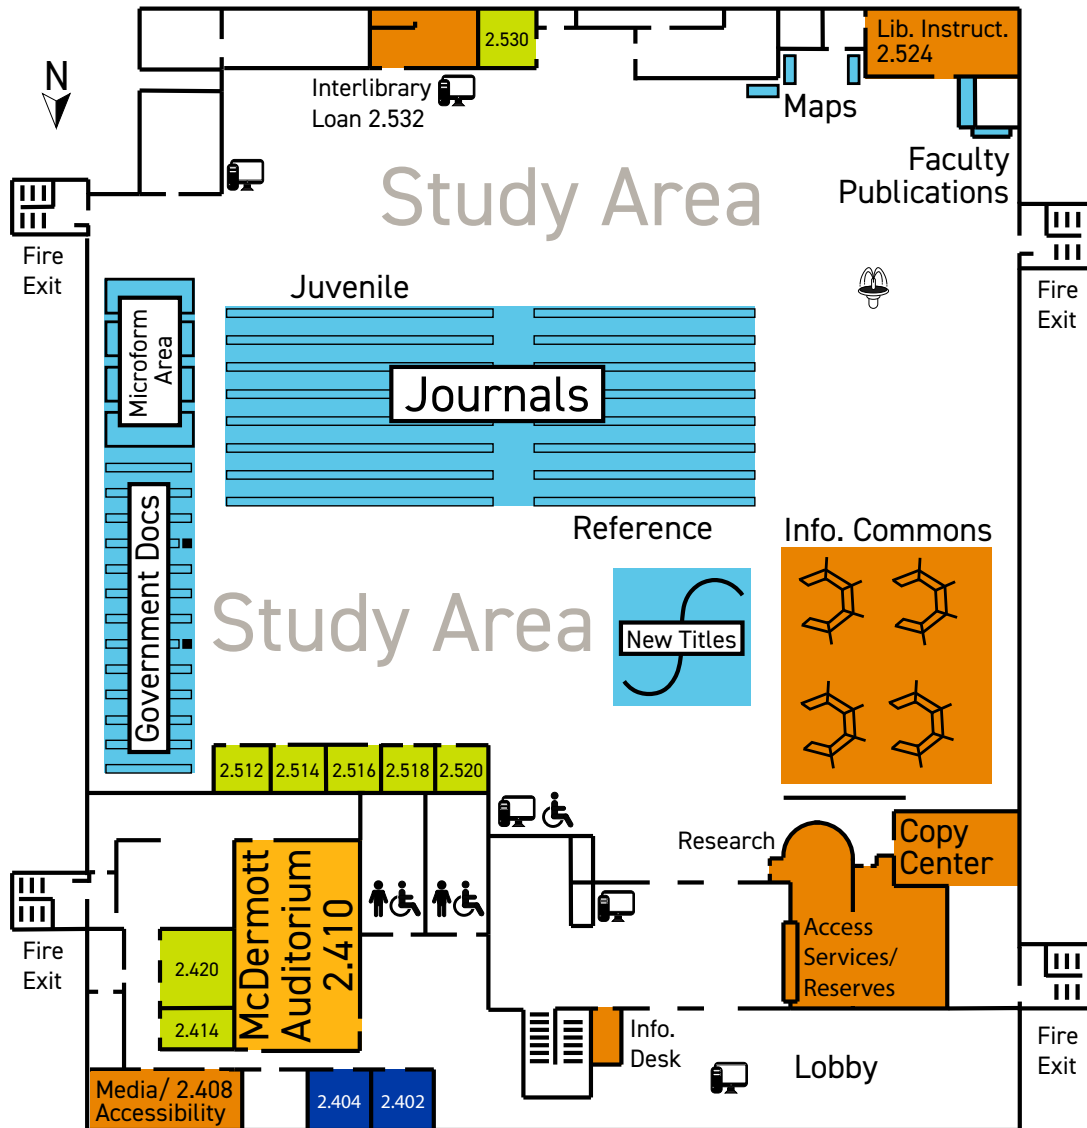 Lib. Instruct.
2.524
2.530
N
Interlibrary
Loan 2.532
Maps
Faculty
Publications
Study Area
Fire
Exit
Fire
Exit
Juvenile
Microform
Area
Journals
Government Docs
Reference
Info. Commons
Study Area
New Titles
2.512
2.514
2.516
2.518
2.520
Research
Copy
Center
McDermott
Auditorium
2.410
Access
Services/
Reserves
2.420
2.414
Fire
Exit
Info.
Desk
Lobby
Fire
Exit
Media/ 2.408
Accessibility
2.404
2.402